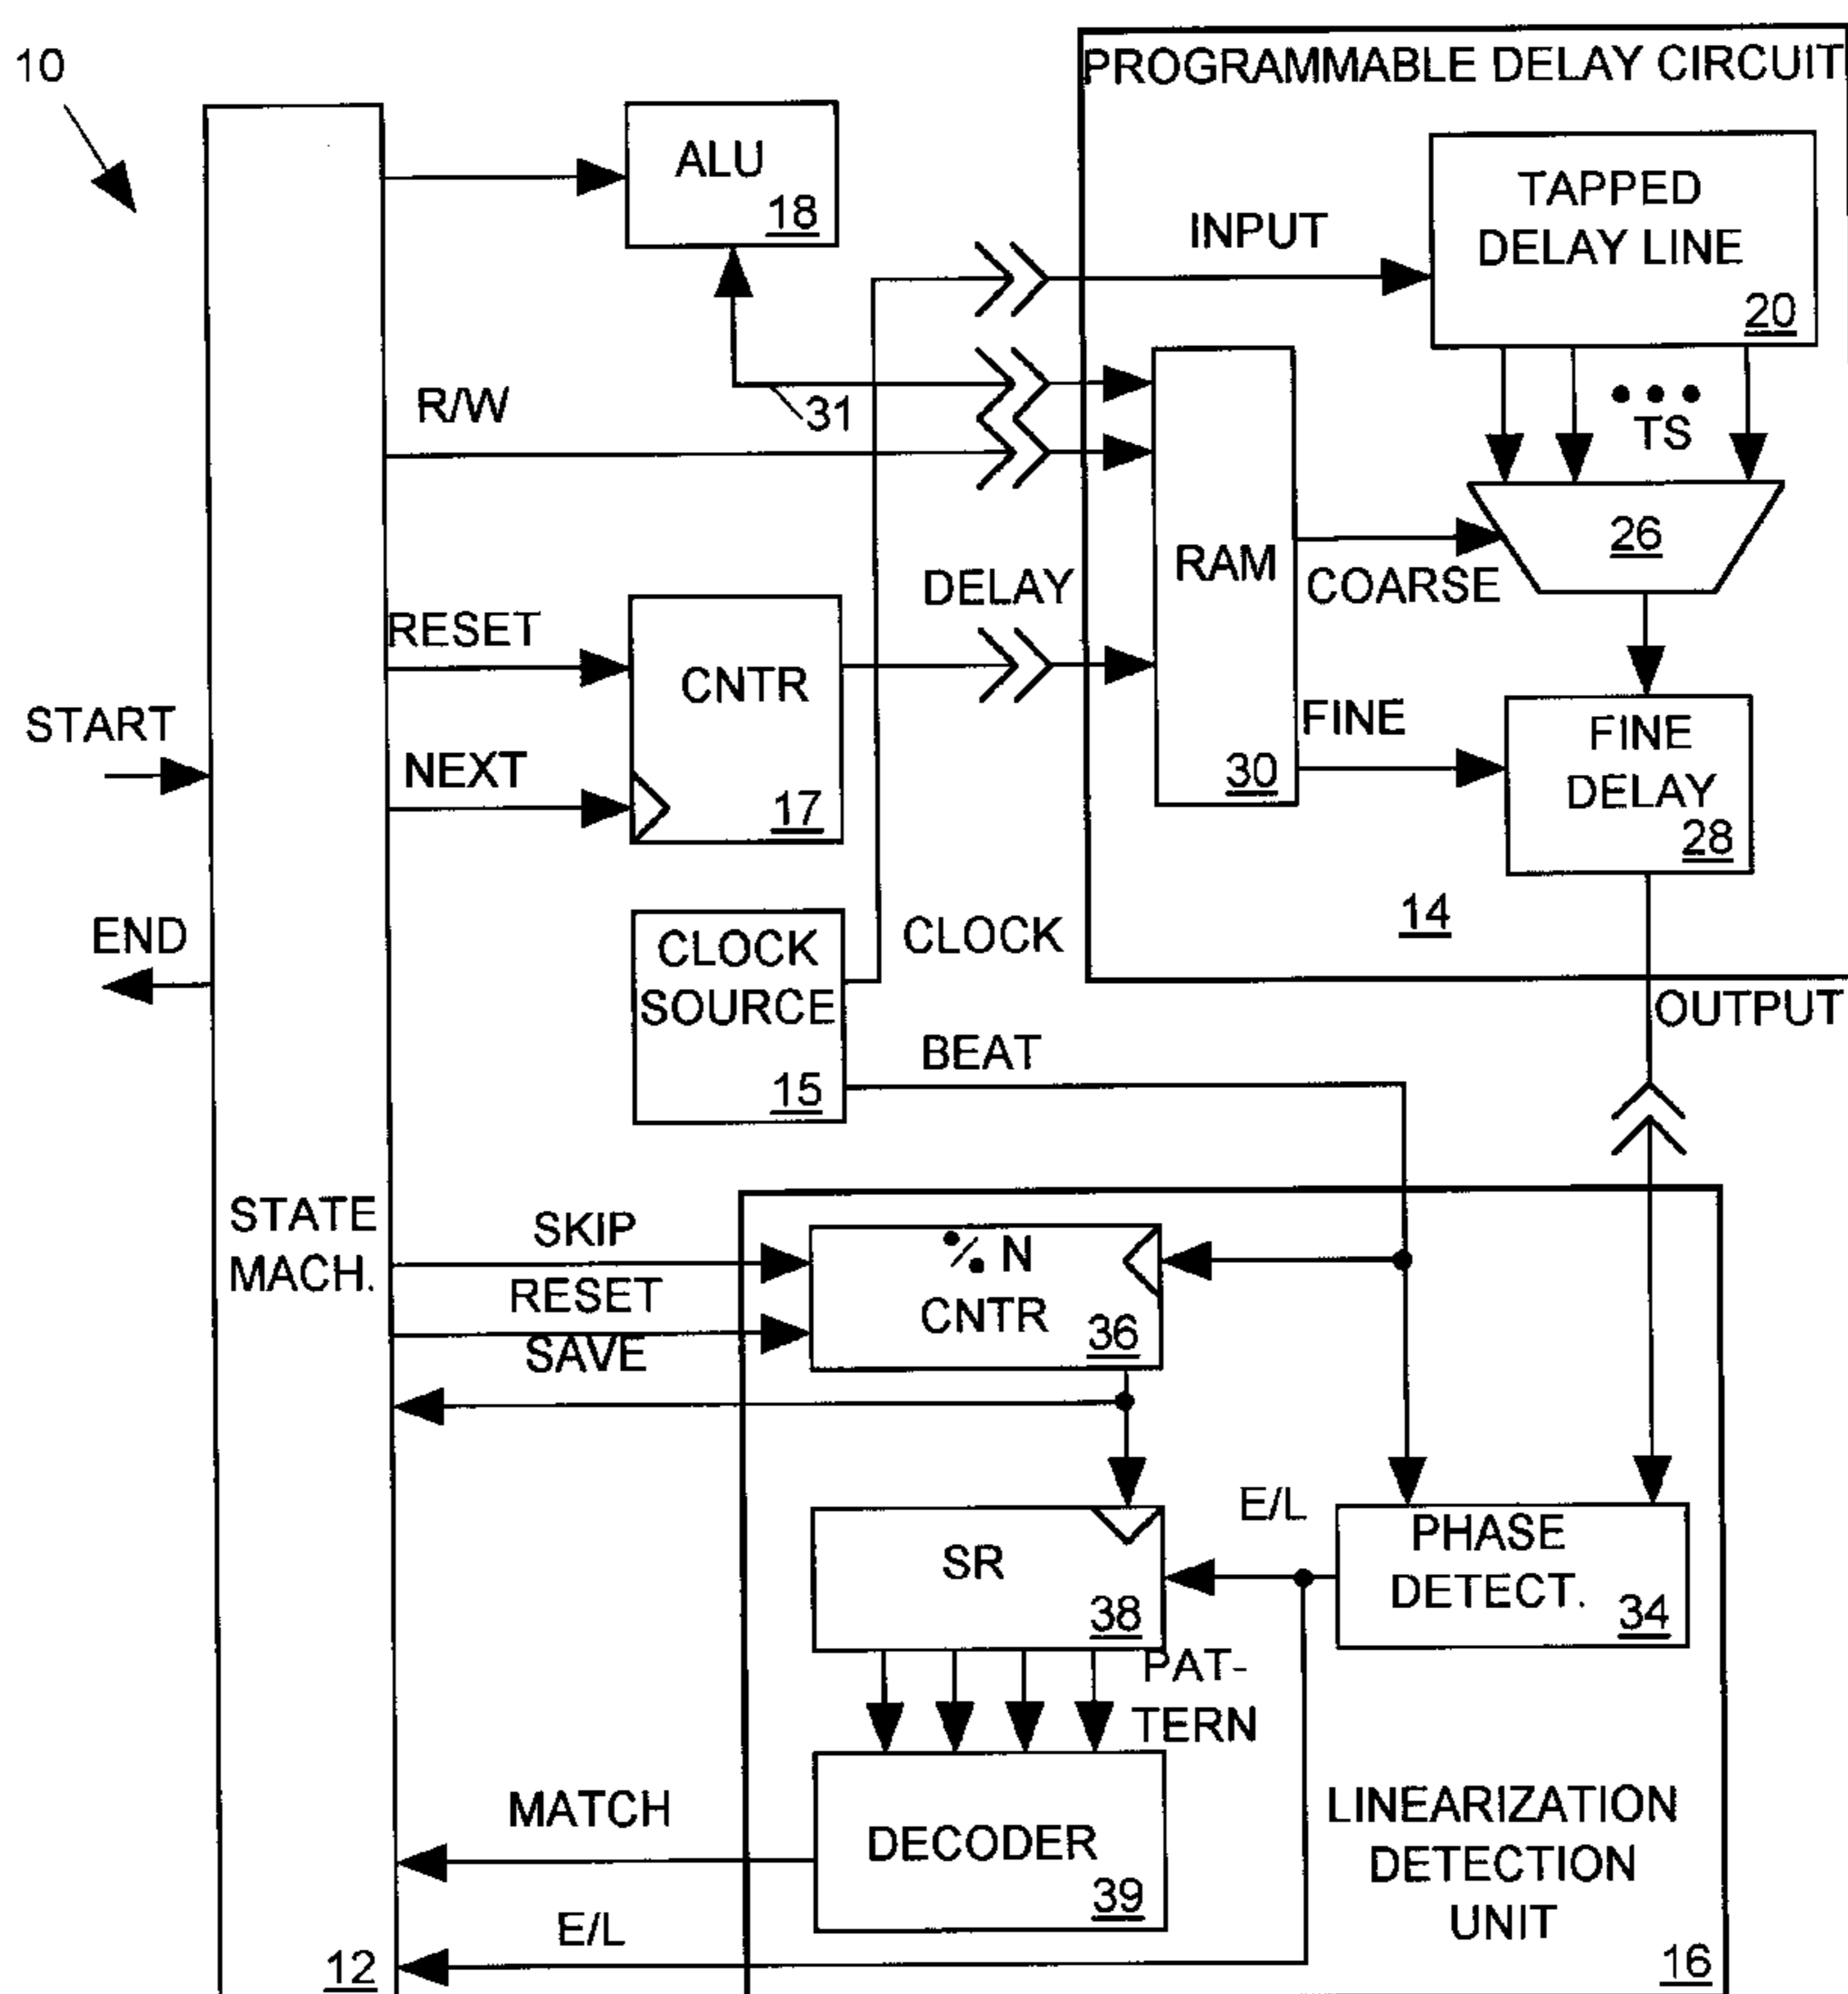 10
PROGRAMMABLE DELAY CIRCUIT
ALU
18
INPUT
TAPPED
DELAY LINE
20
R/W
31
TS
26
RAM
COARSE
DELAY
RESET
CNTR
START
NEXT
17
FINE
30
FINE
DELAY
28
END
CLOCK
SOURCE
15
CLOCK
14
OUTPUT
BEAT
STATE
MACH.
SKIP
RESET
SAVE
% N
CNTR
36
E/L
SR
38
PHASE
DETECT.
34
PAT-
TERN
MATCH
DECODER
39
LINEARIZATION
DETECTION
UNIT
E/L
12
16